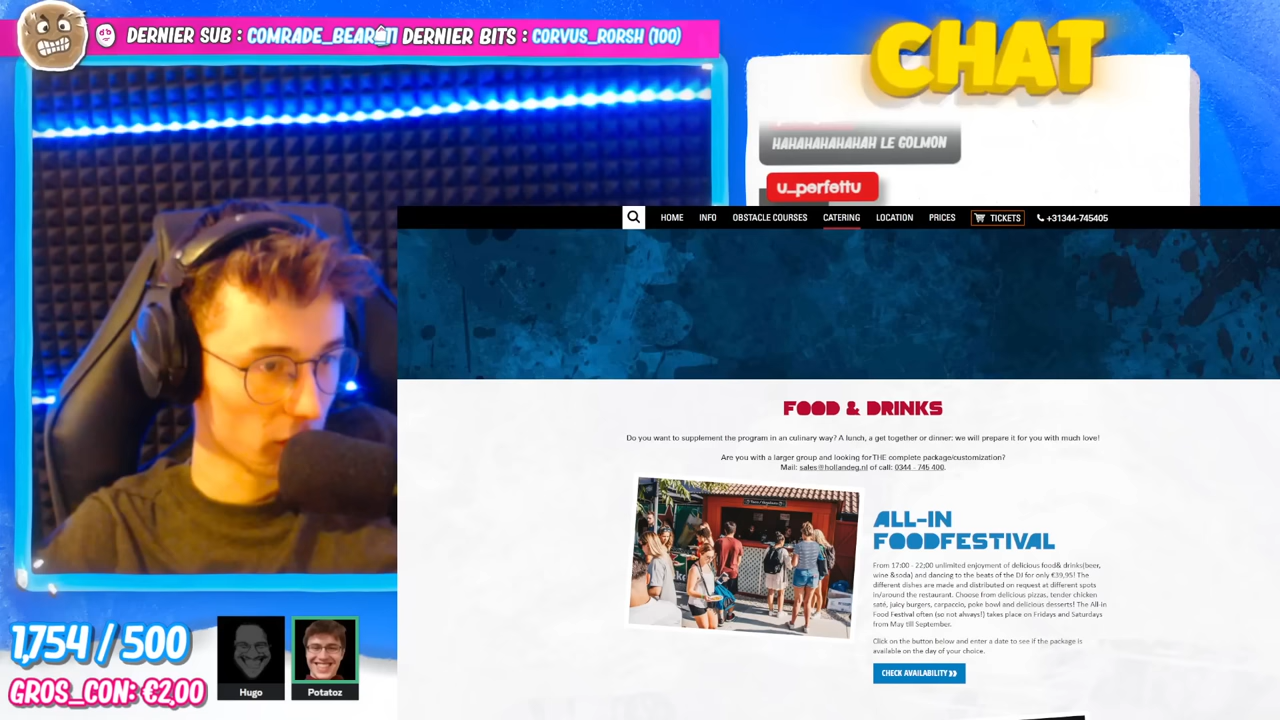 DERNIER SUB : COMRADE_BEAR
DERNIER BITS : CORVUS_RORSH (100)
CHAT
HAHAHAHAHAHAH LE GOLMON
u_perfettu
HOME INFO OBSTACLE COURSES CATERING LOCATION PRICES TICKETS +31344-745405
FOOD & DRINKS
Do you want to supplement the program in an culinary way? A lunch, a get together or dinner: we will prepare it for you with much love!
Are you with a larger group and looking for THE complete package/customization?
Mail: sales@hollandeg.nl of call: 0344 - 745 400.
ALL-IN
FOODFESTIVAL
From 17:00 - 22:00 unlimited enjoyment of delicious food& drinks(beer,
wine &soda) and dancing to the beats of the DJ for only €39,95! The
different dishes are made and distributed on request at different spots
in/around the restaurant. Choose from delicious pizzas, tender chicken
saté, juicy burgers, carpaccio, poke bowl and delicious desserts! The All-in
Food Festival often (so not always!) takes place on Fridays and Saturdays
from May till September.
Click on the button below and enter a date to see if the package is
available on the day of your choice.
CHECK AVAILABILITY
1,754 / 500
GROS_CON: €2,00
Hugo
Potatoz